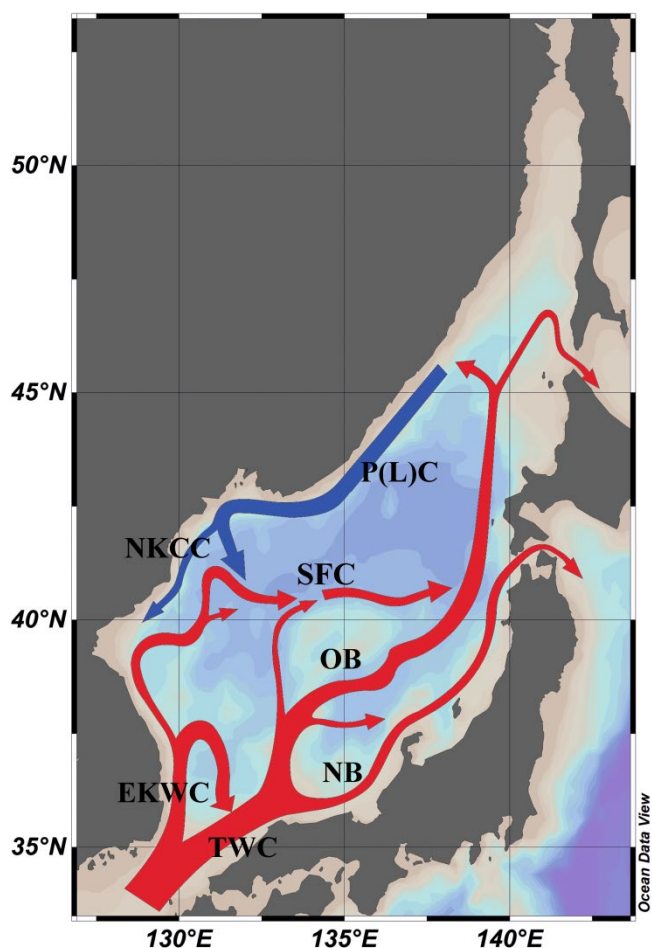 50°N
45°N
P(L)C
NKCC
SFC
40°N
OB
NB
EKWC
TWC
35°N
130°E
135°E
140°E
Ocean Data View